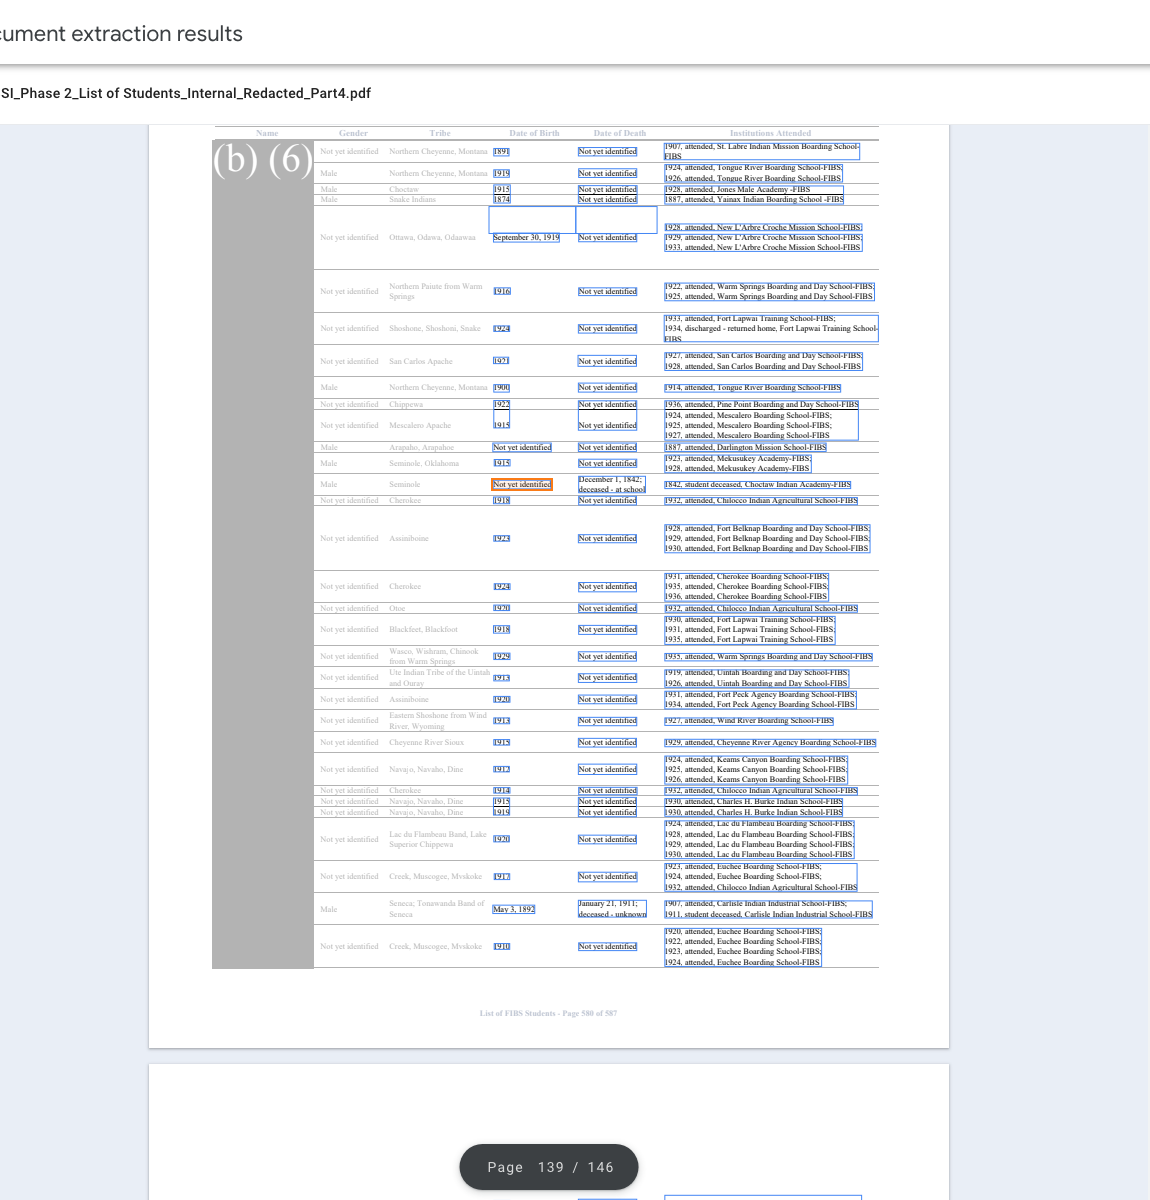 cument extraction results
SI_Phase 2_List of Students_Internal_Redacted_Part4.pdf
Name Gender Tribe Date of Birth Date of Death Institutions Attended
(b) (6)
Not yet identified Northern Cheyenne, Montana 1891 Not yet identified 1907, attended, St. Labre Indian Mission Boarding School-
FIBS
Male Northern Cheyenne, Montana 1919 Not yet identified 1924, attended, Tongue River Boarding School-FIBS;
1926, attended, Tongue River Boarding School-FIBS
Male Choctaw 1915 Not yet identified 1928, attended, Jones Male Academy -FIBS
Male Snake Indians 1874 Not yet identified 1887, attended, Yainax Indian Boarding School -FIBS
Not yet identified Ottawa, Odawa, Odaawaa September 30, 1919 Not yet identified 1928, attended, New L'Arbre Croche Mission School-FIBS;
1929, attended, New L'Arbre Croche Mission School-FIBS;
1933, attended, New L'Arbre Croche Mission School-FIBS
Not yet identified Northern Paiute from Warm
Springs 1916 Not yet identified 1922, attended, Warm Springs Boarding and Day School-FIBS;
1925, attended, Warm Springs Boarding and Day School-FIBS
Not yet identified Shoshone, Shoshoni, Snake 1924 Not yet identified 1933, attended, Fort Lapwai Training School-FIBS;
1934, discharged - returned home, Fort Lapwai Training School-
FIBS
Not yet identified San Carlos Apache 1921 Not yet identified 1927, attended, San Carlos Boarding and Day School-FIBS;
1928, attended, San Carlos Boarding and Day School-FIBS
Male Northern Cheyenne, Montana 1900 Not yet identified 1914, attended, Tongue River Boarding School-FIBS
Not yet identified Chippewa 1922 Not yet identified 1936, attended, Pine Point Boarding and Day School-FIBS
Not yet identified Mescalero Apache 1915 Not yet identified 1924, attended, Mescalero Boarding School-FIBS;
1925, attended, Mescalero Boarding School-FIBS;
1927, attended, Mescalero Boarding School-FIBS
Male Arapaho, Arapahoe Not yet identified Not yet identified 1887, attended, Darlington Mission School-FIBS
Male Seminole, Oklahoma 1915 Not yet identified 1923, attended, Mekusukey Academy-FIBS;
1928, attended, Mekusukey Academy-FIBS
Male Seminole Not yet identified December 1, 1842;
deceased - at school 1842, student deceased, Choctaw Indian Academy-FIBS
Not yet identified Cherokee 1918 Not yet identified 1932, attended, Chilocco Indian Agricultural School-FIBS
Not yet identified Assiniboine 1923 Not yet identified 1928, attended, Fort Belknap Boarding and Day School-FIBS;
1929, attended, Fort Belknap Boarding and Day School-FIBS;
1930, attended, Fort Belknap Boarding and Day School-FIBS
Not yet identified Cherokee 1924 Not yet identified 1931, attended, Cherokee Boarding School-FIBS;
1935, attended, Cherokee Boarding School-FIBS;
1936, attended, Cherokee Boarding School-FIBS
Not yet identified Otoe 1920 Not yet identified 1932, attended, Chilocco Indian Agricultural School-FIBS
Not yet identified Blackfeet, Blackfoot 1918 Not yet identified 1930, attended, Fort Lapwai Training School-FIBS;
1931, attended, Fort Lapwai Training School-FIBS;
1935, attended, Fort Lapwai Training School-FIBS
Not yet identified Wasco, Wishram, Chinook
from Warm Springs 1929 Not yet identified 1935, attended, Warm Springs Boarding and Day School-FIBS
Not yet identified Ute Indian Tribe of the Uintah
and Ouray 1913 Not yet identified 1919, attended, Uintah Boarding and Day School-FIBS;
1926, attended, Uintah Boarding and Day School-FIBS
Not yet identified Assiniboine 1920 Not yet identified 1931, attended, Fort Peck Agency Boarding School-FIBS;
1934, attended, Fort Peck Agency Boarding School-FIBS
Not yet identified Eastern Shoshone from Wind
River, Wyoming 1913 Not yet identified 1927, attended, Wind River Boarding School-FIBS
Not yet identified Cheyenne River Sioux 1915 Not yet identified 1929, attended, Cheyenne River Agency Boarding School-FIBS
Not yet identified Navajo, Navaho, Dine 1912 Not yet identified 1924, attended, Keams Canyon Boarding School-FIBS;
1925, attended, Keams Canyon Boarding School-FIBS;
1926, attended, Keams Canyon Boarding School-FIBS
Not yet identified Cherokee 1914 Not yet identified 1932, attended, Chilocco Indian Agricultural School-FIBS
Not yet identified Navajo, Navaho, Dine 1915 Not yet identified 1930, attended, Charles H. Burke Indian School-FIBS
Not yet identified Navajo, Navaho, Dine 1919 Not yet identified 1930, attended, Charles H. Burke Indian School-FIBS
Not yet identified Lac du Flambeau Band, Lake
Superior Chippewa 1920 Not yet identified 1924, attended, Lac du Flambeau Boarding School-FIBS;
1928, attended, Lac du Flambeau Boarding School-FIBS;
1929, attended, Lac du Flambeau Boarding School-FIBS;
1930, attended, Lac du Flambeau Boarding School-FIBS
Not yet identified Creek, Muscogee, Mvskoke 1917 Not yet identified 1923, attended, Euchee Boarding School-FIBS;
1924, attended, Euchee Boarding School-FIBS;
1932, attended, Chilocco Indian Agricultural School-FIBS
Male Seneca, Tonawanda Band of
Seneca May 3, 1892 January 21, 1911;
deceased - unknown 1907, attended, Carlisle Indian Industrial School-FIBS;
1911, student deceased, Carlisle Indian Industrial School-FIBS
Not yet identified Creek, Muscogee, Mvskoke 1910 Not yet identified 1920, attended, Euchee Boarding School-FIBS;
1922, attended, Euchee Boarding School-FIBS;
1923, attended, Euchee Boarding School-FIBS;
1924, attended, Euchee Boarding School-FIBS
List of FIBS Students - Page 580 of 587
Page 139 / 146